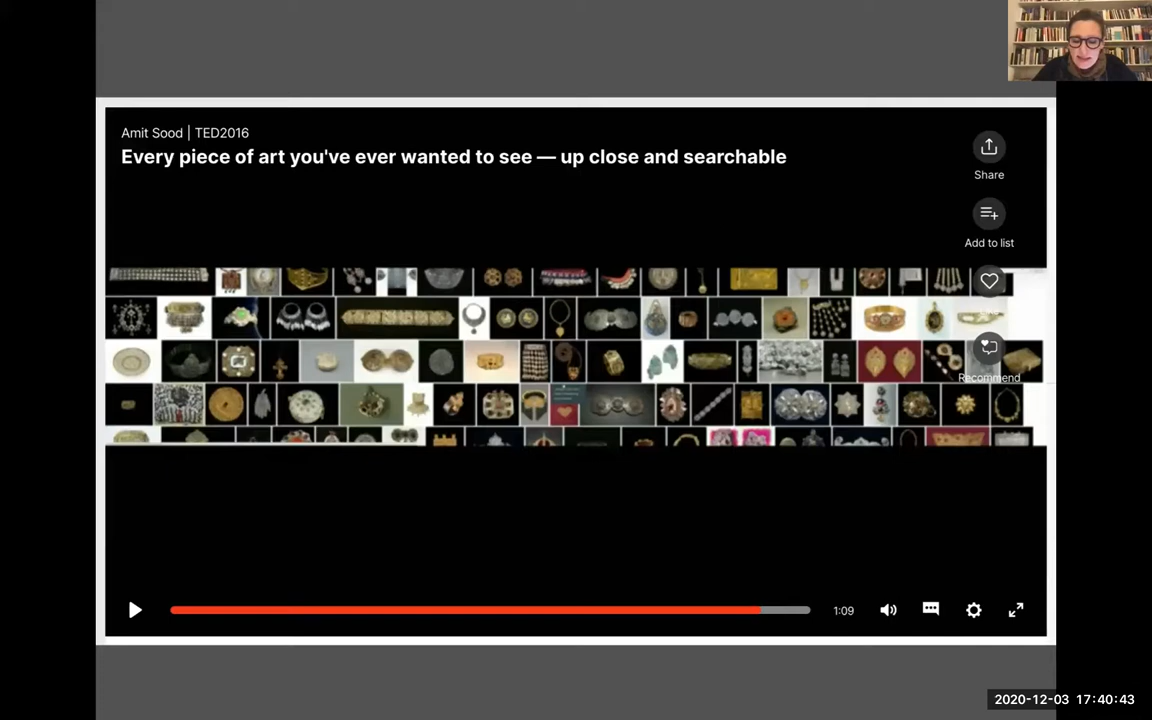 Amit Sood | TED2016
Every piece of art you've ever wanted to see — up close and searchable
Share
Add to list
Recommend
1:09
2020-12-03 17:40:43